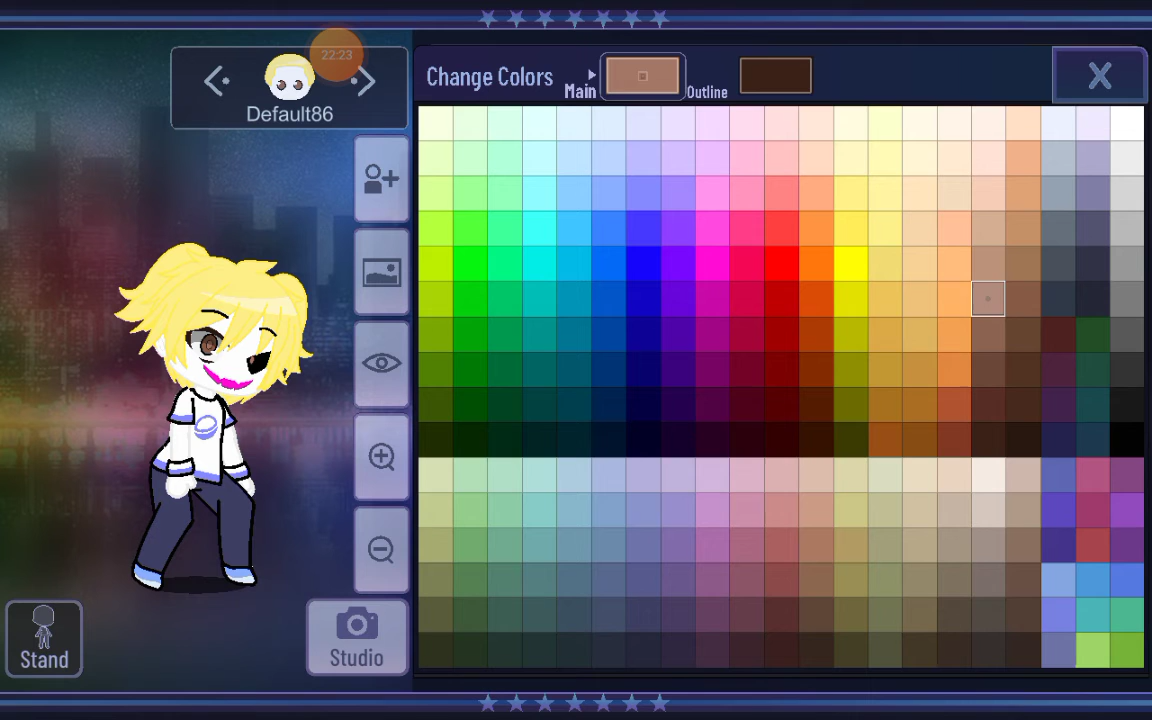 22:23
Default86
Change Colors
Main
Outline
X
Stand
Studio